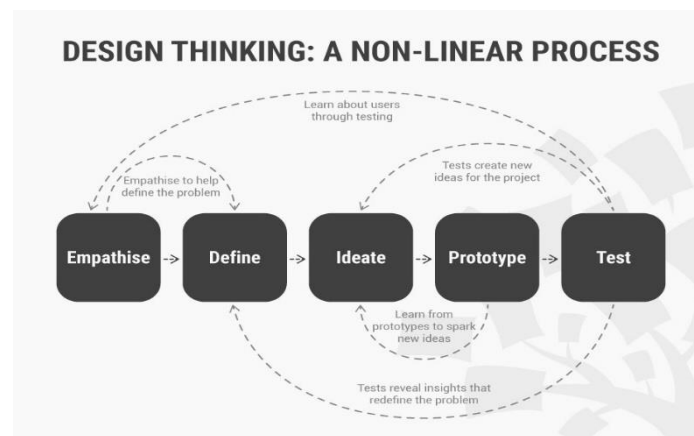 DESIGN THINKING: A NON-LINEAR PROCESS
Learn about users
through testing
Empathise to help
define the problem
Tests create new
ideas for the project
Empathise
Define
Ideate
Prototype
Test
Learn from
prototypes to spark
new ideas
Tests reveal insights that
redefine the problem